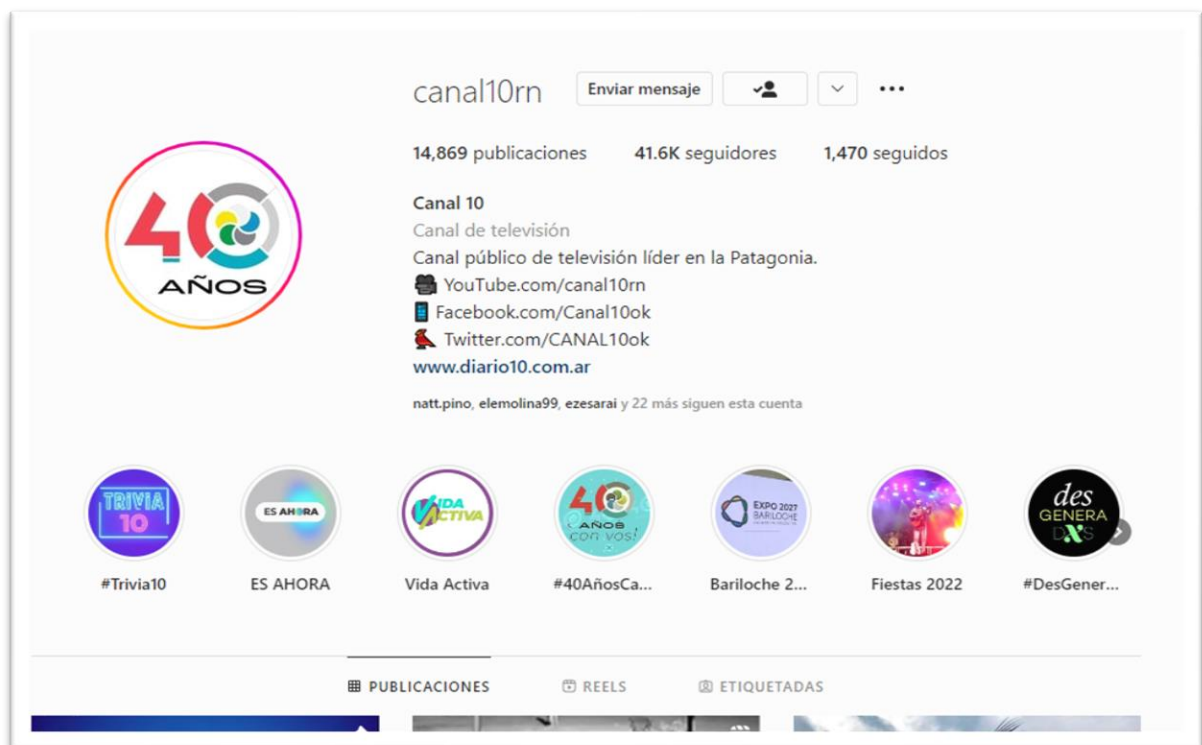 canal10rn Enviar mensaje
14,869 publicaciones 41.6K seguidores 1,470 seguidos
40
AÑOS
Canal 10
Canal de televisión
Canal público de televisión líder en la Patagonia.
YouTube.com/canal10rn
Facebook.com/Canal10ok
Twitter.com/CANAL10ok
www.diario10.com.ar
natt.pino, elemolina99, ezesarai y 22 más siguen esta cuenta
TRIVIA
10
ES AHORA
VIDA
ACTIVA
40
AÑOS
con vos!
EXPO 2027
BARILOCHE
des
GENERA
DXS
#Trivia10 ES AHORA Vida Activa #40AñosCa... Bariloche 2... Fiestas 2022 #DesGener...
PUBLICACIONES REELS ETIQUETADAS